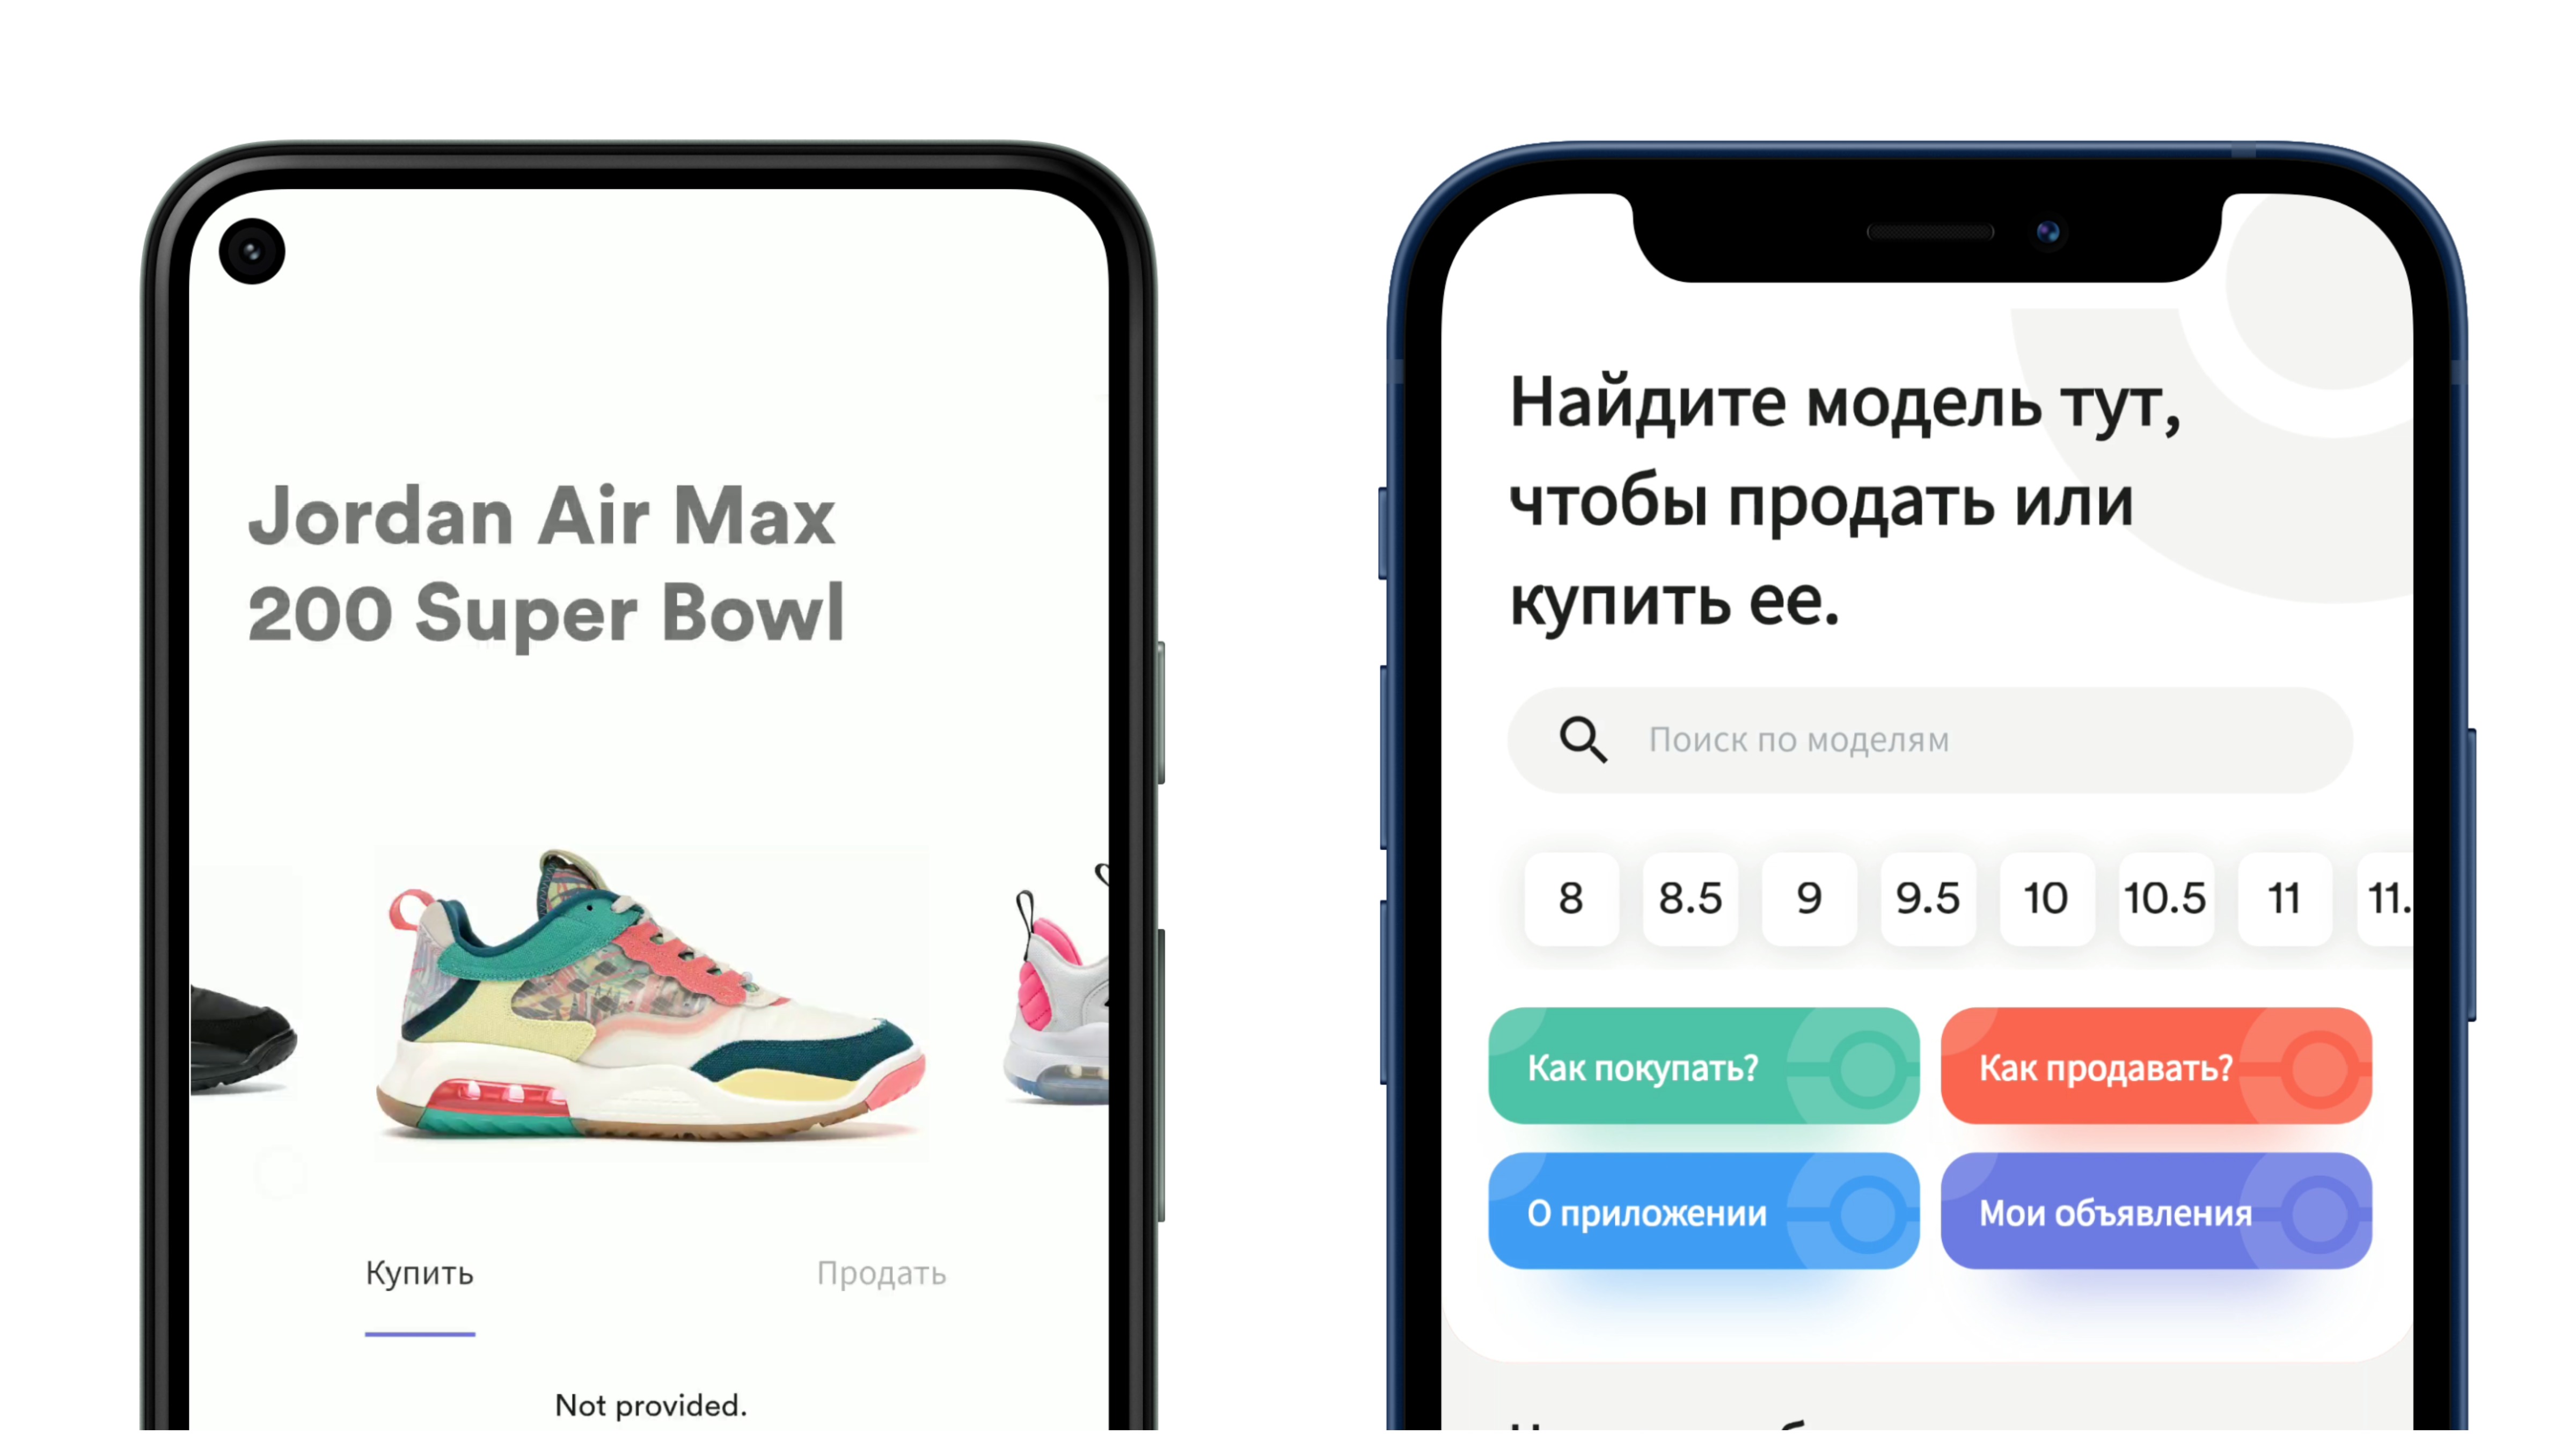 Jordan Air Max
200 Super Bowl
Купить
Продать
Not provided.
Найдите модель тут,
чтобы продать или
купить ее.
Поиск по моделям
8 8.5 9 9.5 10 10.5 11 11.
Как покупать?
Как продавать?
О приложении
Мои объявления